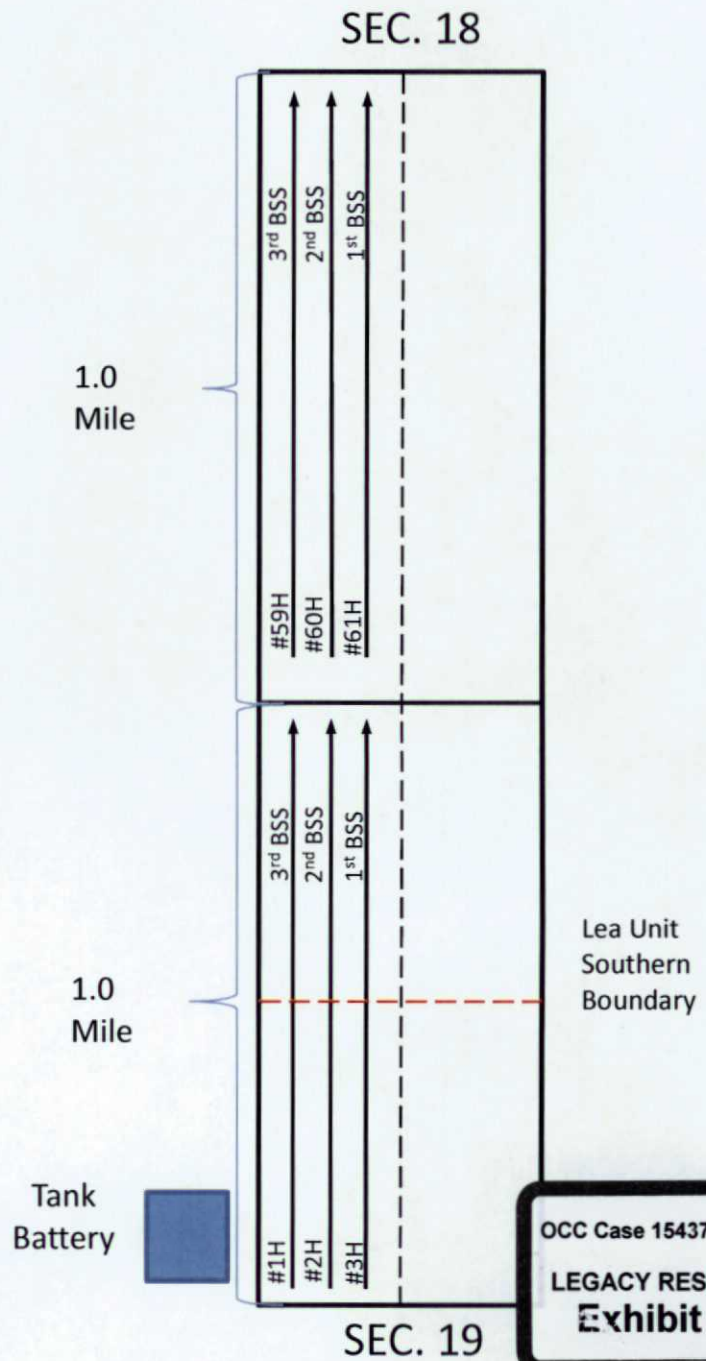 SEC. 18
3rd BSS
2nd BSS
1st BSS
1.0
Mile
#59H
#60H
#61H
3rd BSS
2nd BSS
1st BSS
Lea Unit
Southern
Boundary
1.0
Mile
Tank
Battery
#1H
#2H
#3H
OCC Case 15437
LEGACY RES
Exhibit
SEC. 19